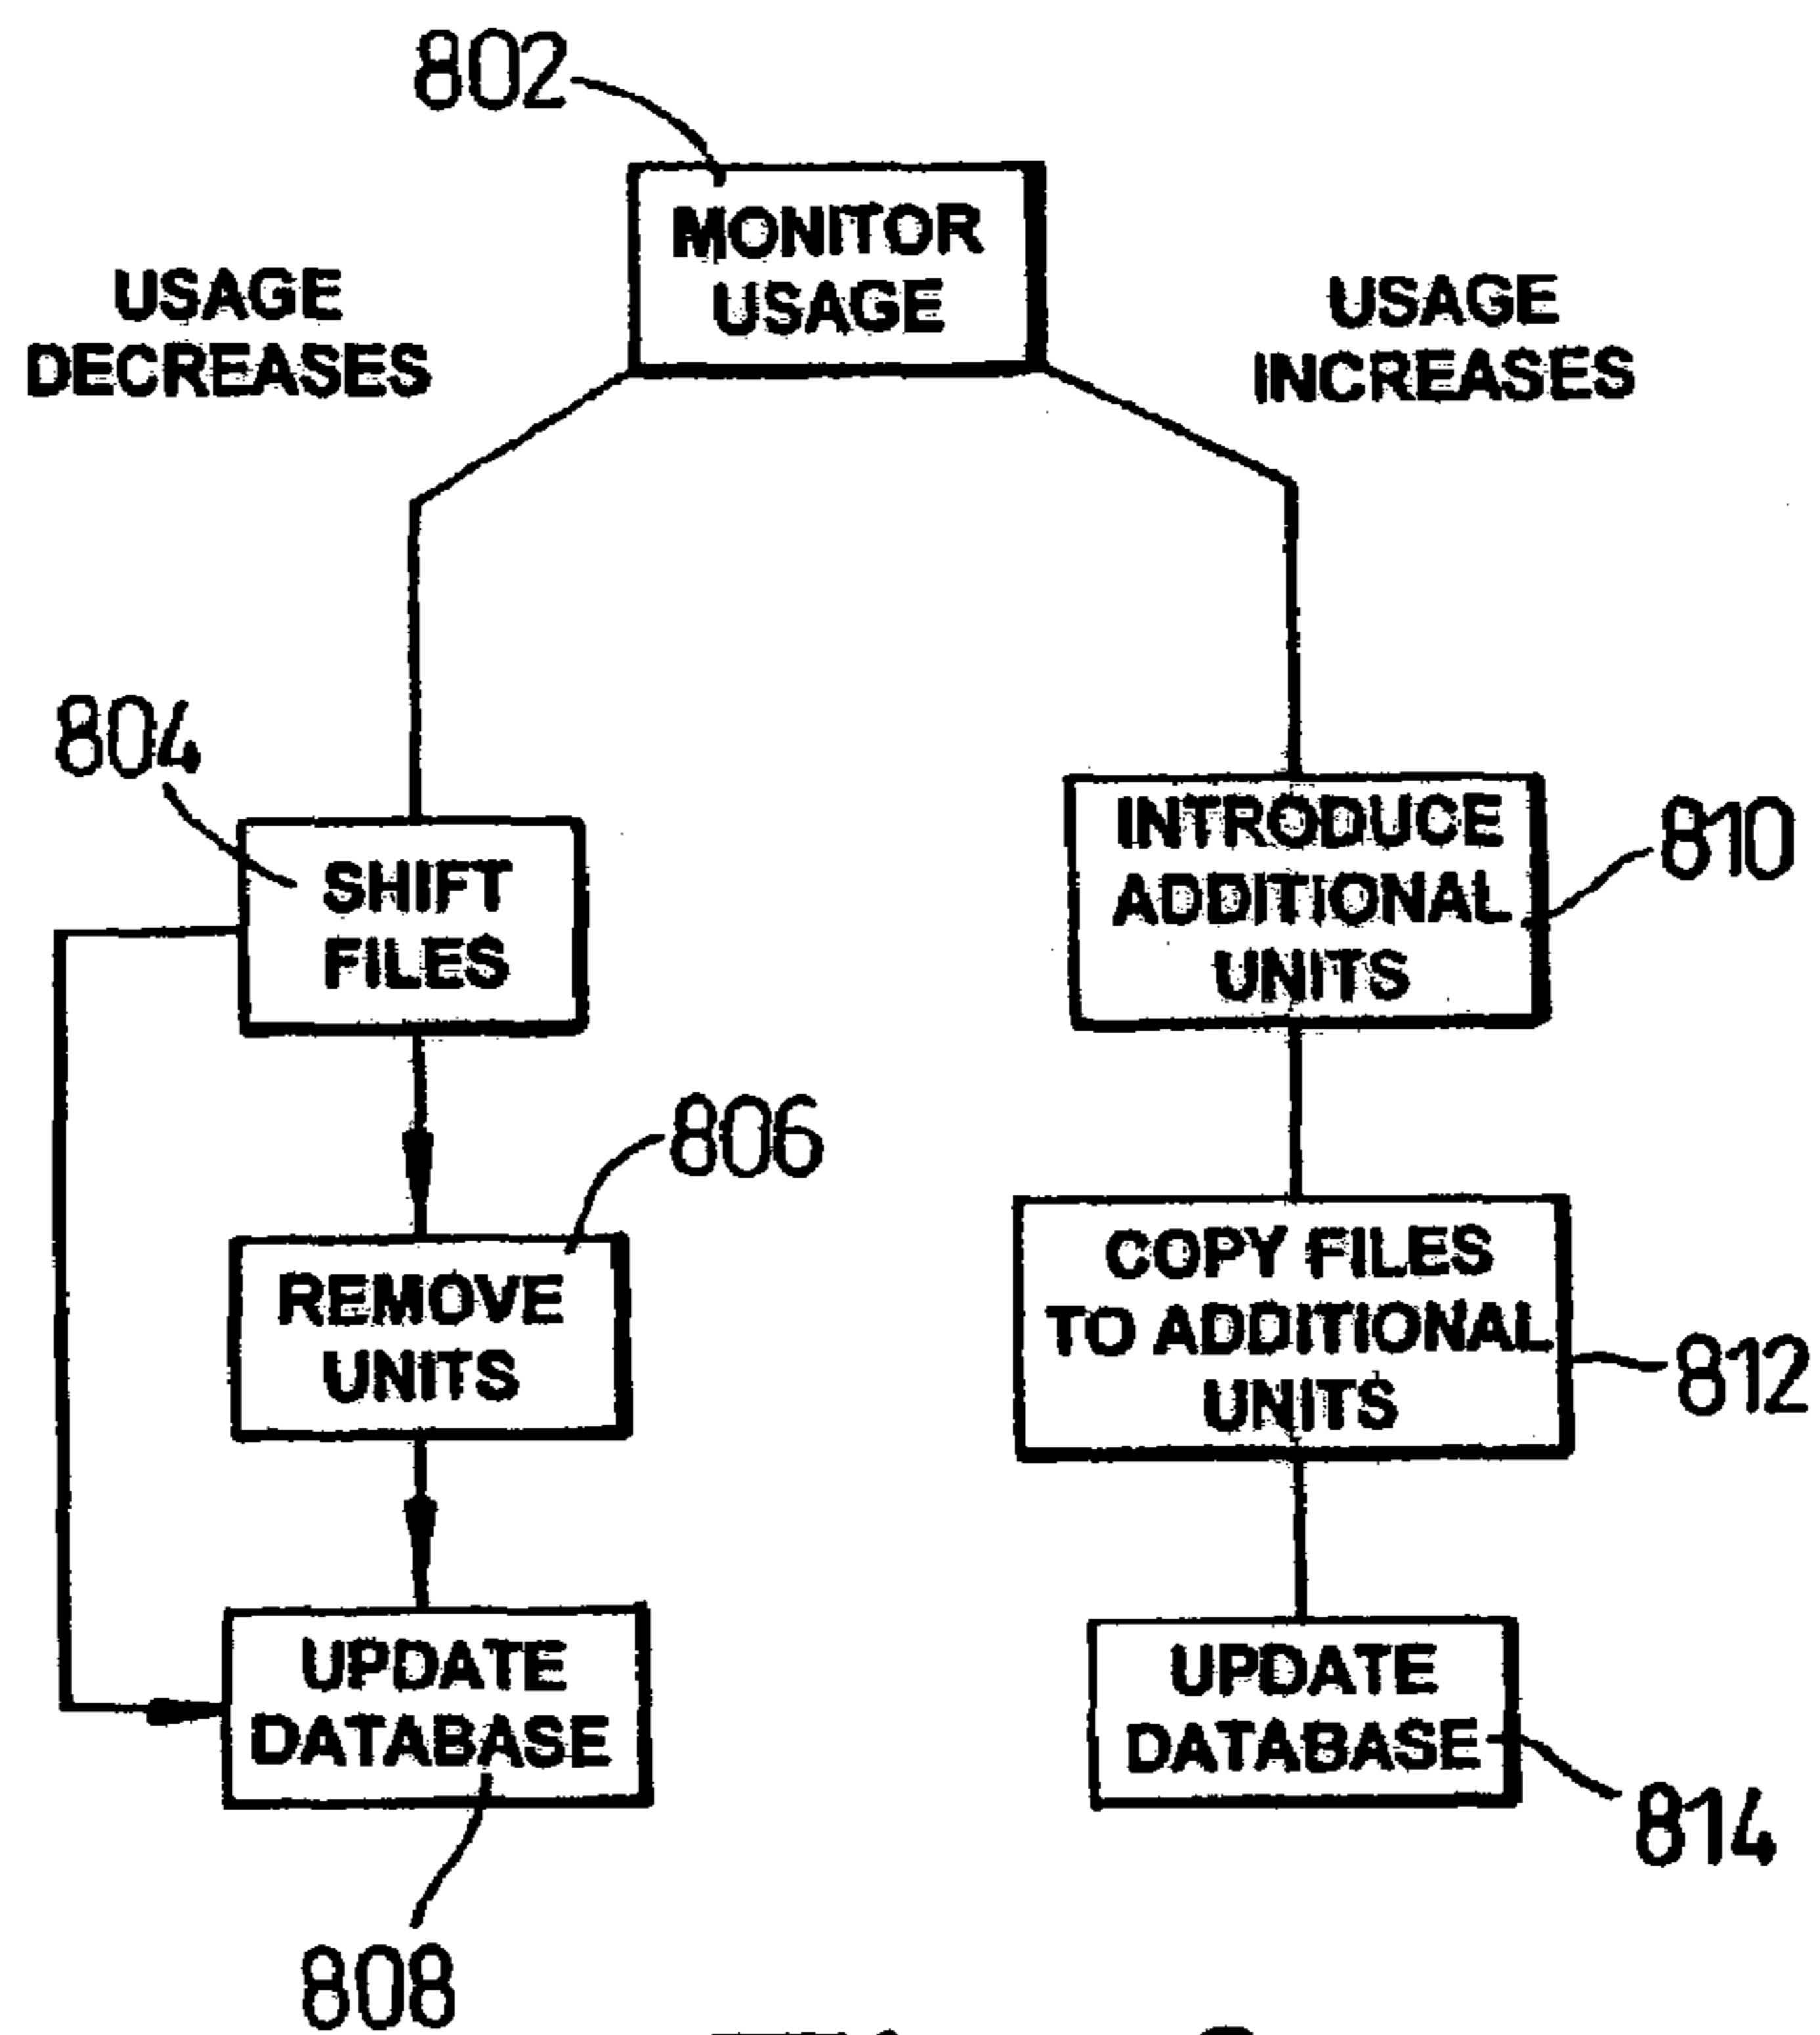 802
MONITOR
USAGE
USAGE
DECREASES
USAGE
INCREASES
804
SHIFT
FILES
INTRODUCE
ADDITIONAL
UNITS
810
806
REMOVE
UNITS
COPY FILES
TO ADDITIONAL
UNITS
812
UPDATE
DATABASE
UPDATE
DATABASE
814
808